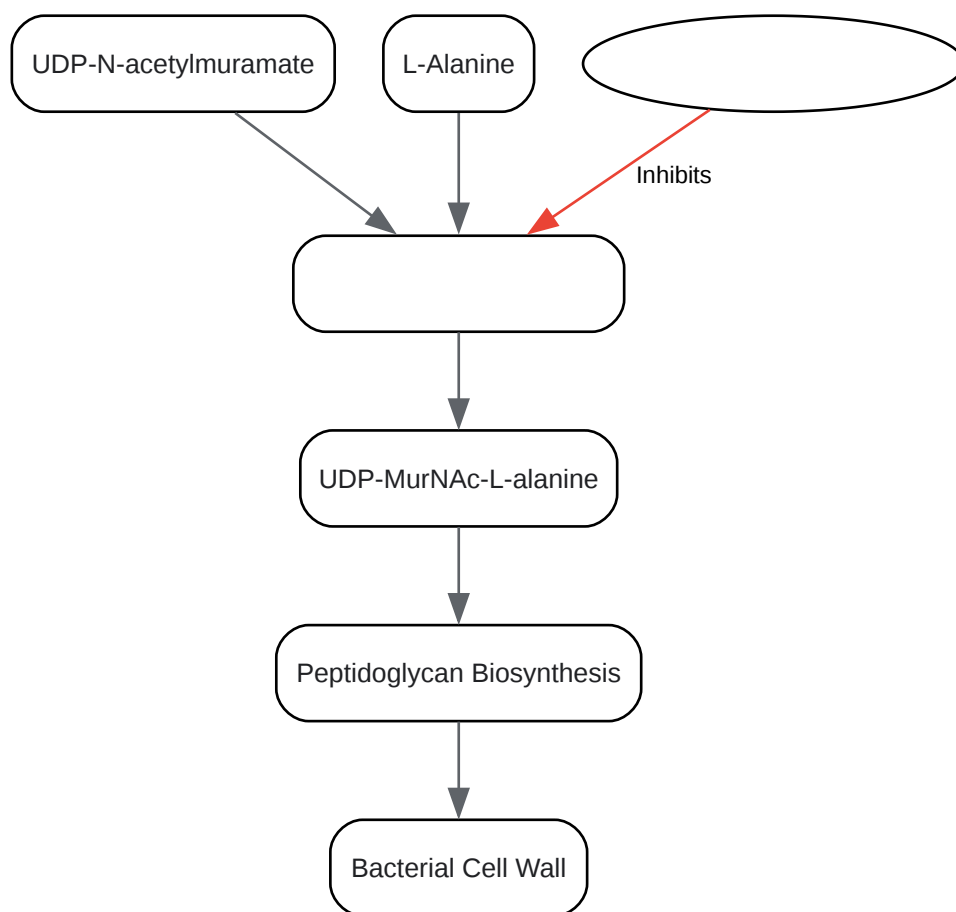 UDP-N-acetylmuramate
L-Alanine
Inhibits
UDP-MurNAc-L-alanine
Peptidoglycan Biosynthesis
Bacterial Cell Wall